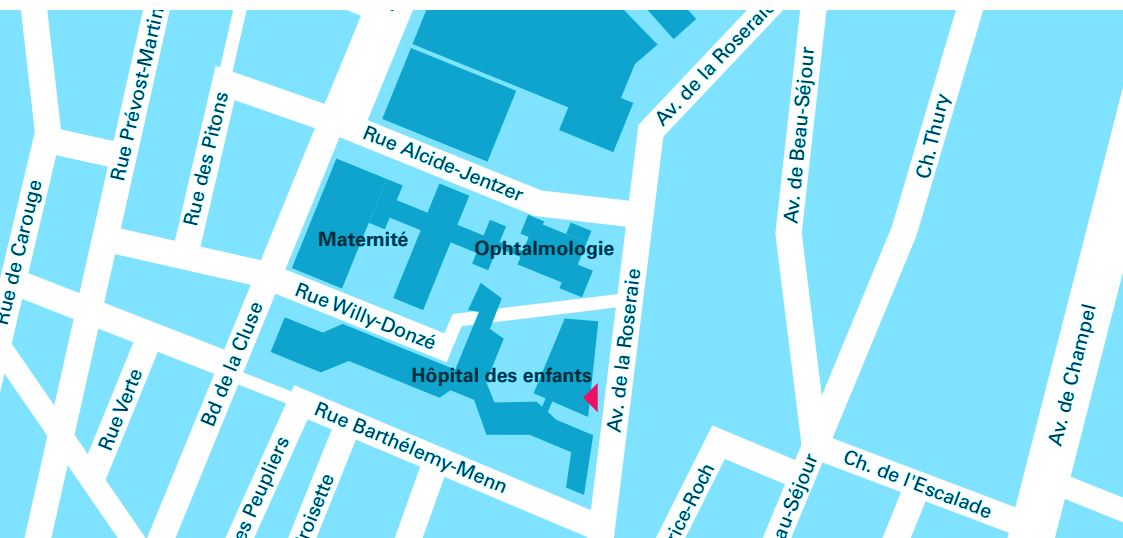 Rue Prévost-Martin
Av. de la Roseraie
Av. de Beau-Séjour
Ch. Thury
Rue des Pitons
Rue Alcide-Jentzer
Rue de Carouge
Maternité
Ophtalmologie
Rue Willy-Donzé
Bd de la Cluse
Av. de la Roseraie
Av. de Champel
Hôpital des enfants
Rue Verte
Rue Barthélemy-Menn
es Peupliers
roisette
rice-Roch
au-Séjour
Ch. de l'Escalade